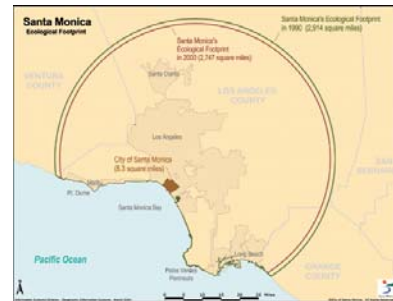 Santa Monica
Ecological Footprint
Santa Monica's Ecological Footprint
in 1990 (2,914 square miles)
Santa Monica's
Ecological Footprint
in 2000 (2,747 square miles)
VENTURA
COUNTY
Santa Clarita
LOS ANGELES
COUNTY
Los Angeles
City of Santa Monica
(8.3 square miles)
Pt. Dume
Santa Monica Bay
Long Beach
Pacific Ocean
Palos Verdes
Peninsula
ORANGE
COUNTY